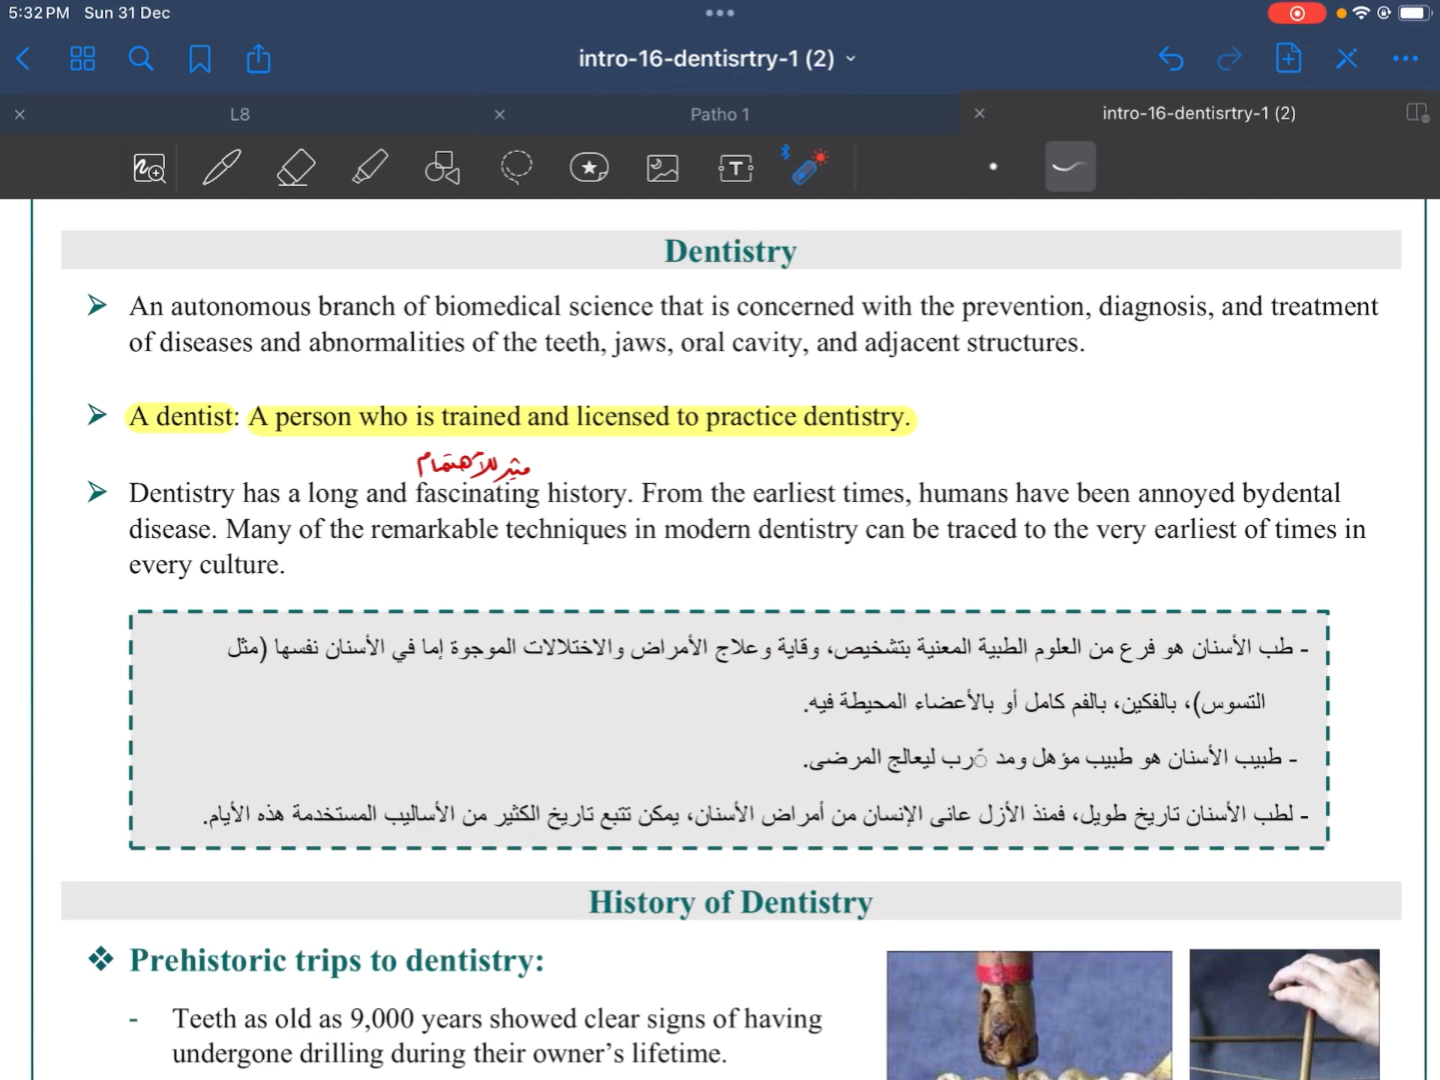 5:32 PM Sun 31 Dec
intro-16-dentisrtry-1 (2)
L8
Patho 1
intro-16-dentisrtry-1 (2)
T
Dentistry
An autonomous branch of biomedical science that is concerned with the prevention, diagnosis, and treatment
of diseases and abnormalities of the teeth, jaws, oral cavity, and adjacent structures.
A dentist: A person who is trained and licensed to practice dentistry.
مثير للاهتمام
Dentistry has a long and fascinating history. From the earliest times, humans have been annoyed bydental
disease. Many of the remarkable techniques in modern dentistry can be traced to the very earliest of times in
every culture.
- طب الأسنان هو فرع من العلوم الطبية المعنية بتشخيص، وقاية وعلاج الأمراض والاختلالات الموجوة إما في الأسنان نفسها (مثل
التسوس)، بالفكين، بالفم كامل أو بالأعضاء المحيطة فيه.
- طبيب الأسنان هو طبيب مؤهل ومد ّرب ليعالج المرضى.
- لطب الأسنان تاريخ طويل، فمنذ الأزل عانى الإنسان من أمراض الأسنان، يمكن تتبع تاريخ الكثير من الأساليب المستخدمة هذه الأيام.
History of Dentistry
Prehistoric trips to dentistry:
- Teeth as old as 9,000 years showed clear signs of having
undergone drilling during their owner’s lifetime.